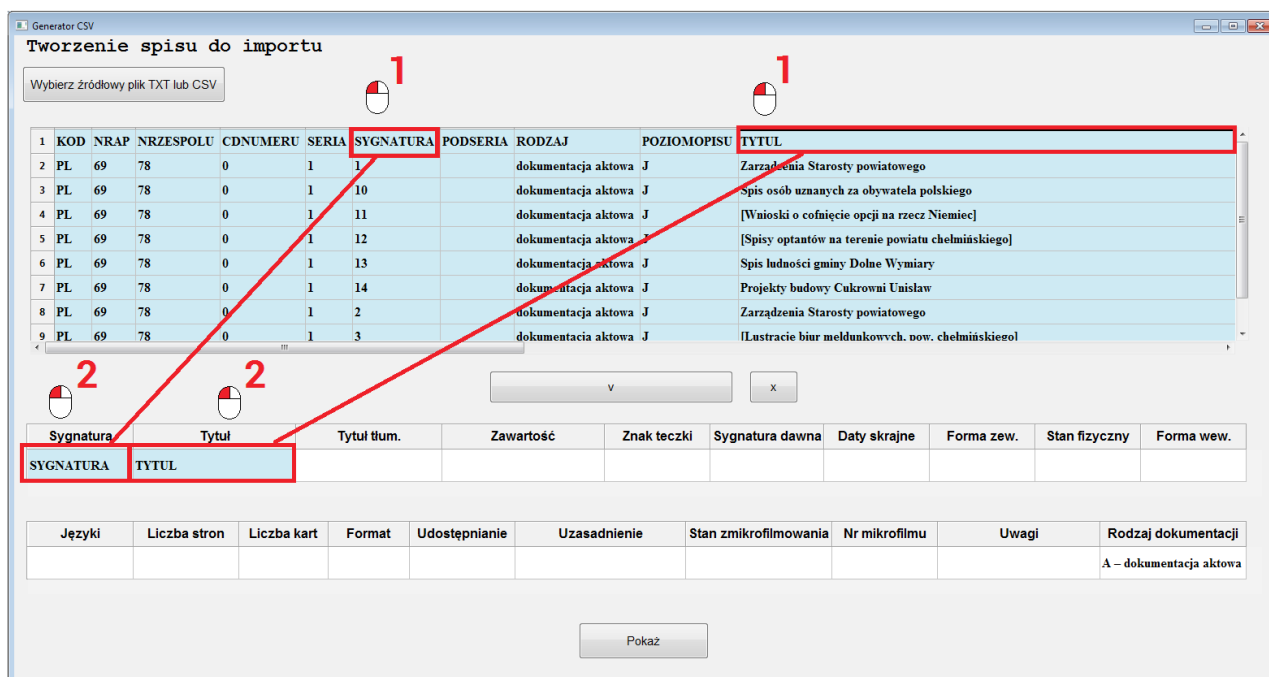 Generator CSV
Tworzenie spisu do importu
Wybierz źródłowy plik TXT lub CSV
1 1
1 KOD NRAP NRZESPOLU CDNUMERU SERIA SYGNATURA PODSERIA RODZAJ POZIOMOPISU TYTUL
2 PL 69 78 0 1 1 dokumentacja aktowa J Zarządzenia Starosty powiatowego
3 PL 69 78 0 1 10 dokumentacja aktowa J Spis osób uznanych za obywatela polskiego
4 PL 69 78 0 1 11 dokumentacja aktowa J [Wnioski o cofnięcie opcji na rzecz Niemiec]
5 PL 69 78 0 1 12 dokumentacja aktowa J [Spisy optantów na terenie powiatu chełmińskiego]
6 PL 69 78 0 1 13 dokumentacja aktowa J Spis ludności gminy Dolne Wymiary
7 PL 69 78 0 1 14 dokumentacja aktowa J Projekty budowy Cukrowni Unisław
8 PL 69 78 0 1 2 dokumentacja aktowa J Zarządzenia Starosty powiatowego
9 PL 69 78 0 1 3 dokumentacja aktowa J [Lustracje biur meldunkowych, pow. chełmińskiego]
2 2
v x
Sygnatura Tytuł Tytuł tłum. Zawartość Znak teczki Sygnatura dawna Daty skrajne Forma zew. Stan fizyczny Forma wew.
SYGNATURA TYTUL
Języki Liczba stron Liczba kart Format Udostępnianie Uzasadnienie Stan zmikrofilmowania Nr mikrofilmu Uwagi Rodzaj dokumentacji
A – dokumentacja aktowa
Pokaż